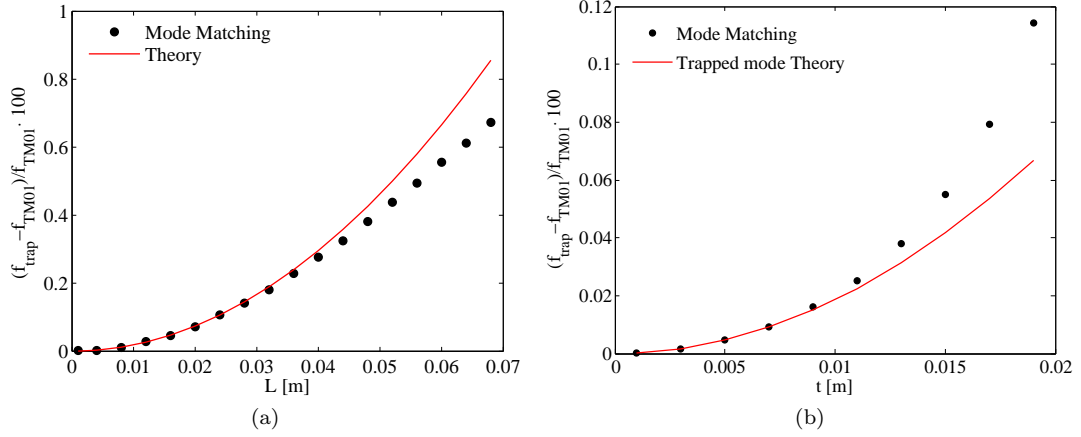 1
0.8
0.6
0.4
0.2
0
(f_trap−f_TM01)/f_TM01 · 100
Mode Matching
Theory
0 0.01 0.02 0.03 0.04 0.05 0.06 0.07
L [m]
(a)
0.12
0.1
0.08
0.06
0.04
0.02
0
(f_trap−f_TM01)/f_TM01 · 100
Mode Matching
Trapped mode Theory
0 0.005 0.01 0.015 0.02
t [m]
(b)